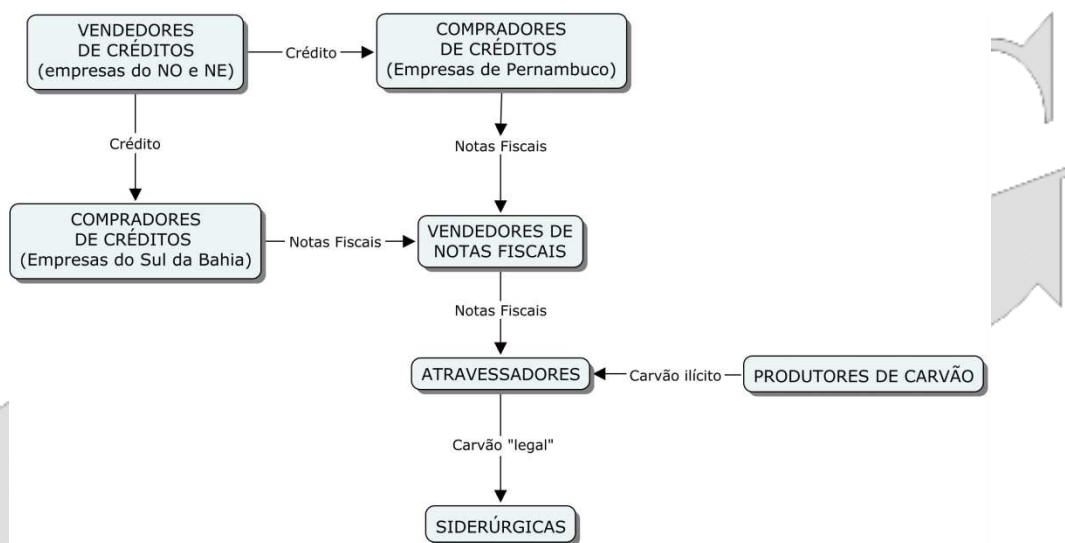 VENDEDORES
DE CRÉDITOS
(empresas do NO e NE)
Crédito
COMPRADORES
DE CRÉDITOS
(Empresas de Pernambuco)
Crédito
Notas Fiscais
COMPRADORES
DE CRÉDITOS
(Empresas do Sul da Bahia)
Notas Fiscais
VENDEDORES DE
NOTAS FISCAIS
Notas Fiscais
ATRAVESSADORES
Carvão ilícito
PRODUTORES DE CARVÃO
Carvão "legal"
SIDERÚRGICAS